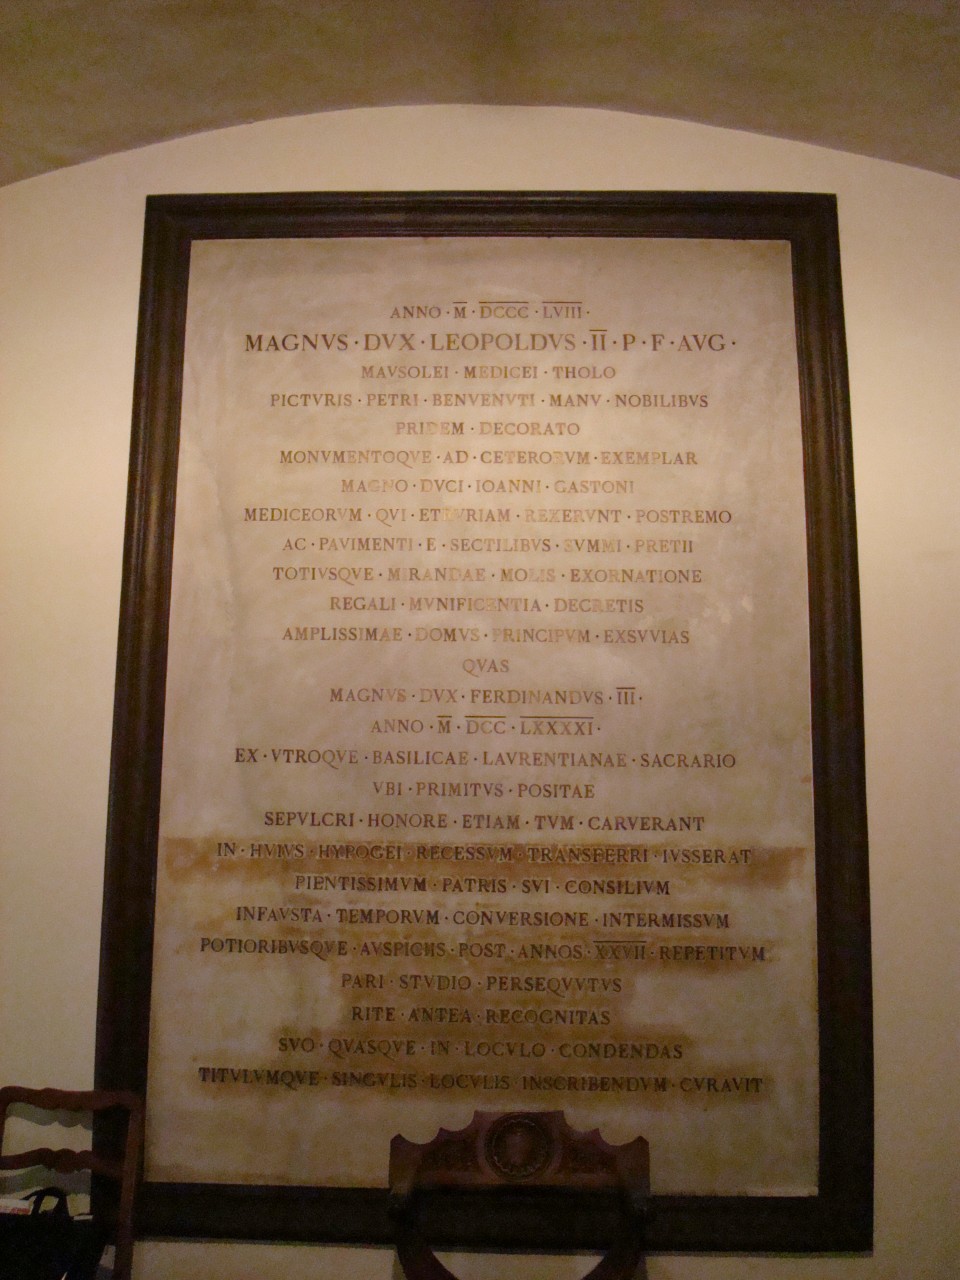 ANNO · M · DCCC · LVIII ·
MAGNVS · DVX · LEOPOLDVS · II · P · F · AVG ·
MAVSOLEI · MEDICEI · THOLO
PICTVRIS · PETRI · BENVENVTI · MANV · NOBILIBVS
PRIDEM · DECORATO
MONVMENTOQVE · AD · CETERORVM · EXEMPLAR
MAGNO · DVCI · IOANNI · GASTONI
MEDICEORVM · QVI · ETRVRIAM · REXERVNT · POSTREMO
AC · PAVIMENTI · E · SECTILIBVS · SVMMI · PRETII
TOTIVSQVE · MIRANDAE · MOLIS · EXORNATIONE
REGALI · MVNIFICENTIA · DECRETIS
AMPLISSIMAE · DOMVS · PRINCIPVM · EXSVVIAS
QVAS
MAGNVS · DVX · FERDINANDVS · III ·
ANNO · M · DCC · LXXXXI ·
EX · VTROQVE · BASILICAE · LAVRENTIANAE · SACRARIO
VBI · PRIMITVS · POSITAE
SEPVLCRI · HONORE · ETIAM · TVM · CARVERANT
IN · HVIVS · HYPOGEI · RECESSVM · TRANSFERRI · IVSSERAT
PIENTISSIMVM · PATRIS · SVI · CONSILIVM
INFAVSTA · TEMPORVM · CONVERSIONE · INTERMISSVM
POTIORIBVSQVE · AVSPICIIS · POST · ANNOS · XXVII · REPETITVM
PARI · STVDIO · PERSEQVVTVS
RITE · ANTEA · RECOGNITAS
SVO · QVASQVE · IN · LOCVLO · CONDENDAS
TITVLVMQVE · SINGVLIS · LOCVLIS · INSCRIBENDVM · CVRAVIT